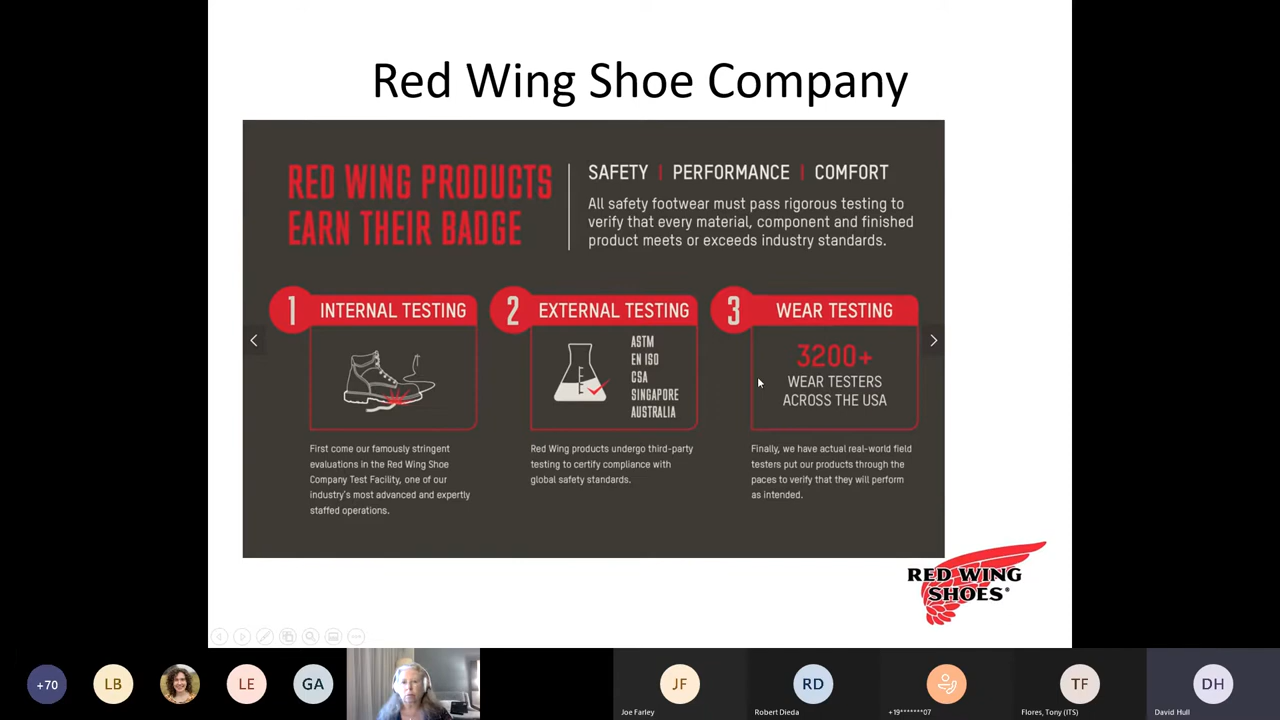 Red Wing Shoe Company
RED WING PRODUCTS
EARN THEIR BADGE
SAFETY | PERFORMANCE | COMFORT
All safety footwear must pass rigorous testing to
verify that every material, component and finished
product meets or exceeds industry standards.
1 INTERNAL TESTING
First come our famously stringent
evaluations in the Red Wing Shoe
Company Test Facility, one of our
industry's most advanced and expertly
staffed operations.
2 EXTERNAL TESTING
ASTM
EN ISO
CSA
SINGAPORE
AUSTRALIA
Red Wing products undergo third-party
testing to certify compliance with
global safety standards.
3 WEAR TESTING
3200+
WEAR TESTERS
ACROSS THE USA
Finally, we have actual real-world field
testers put our products through the
paces to verify that they will perform
as intended.
RED WING
SHOES®
+70
LB
LE
GA
JF
Joe Farley
RD
Robert Dieda
+19*******07
TF
Flores, Tony (ITS)
DH
David Hull